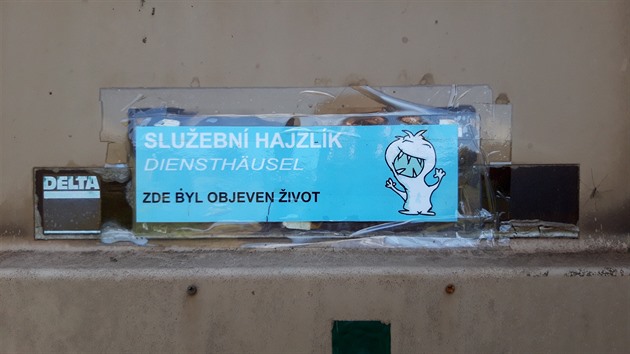 SLUŽEBNÍ HAJZLÍK
DIENSTHÄUSEL
ZDE BYL OBJEVEN ŽIVOT
DELTA